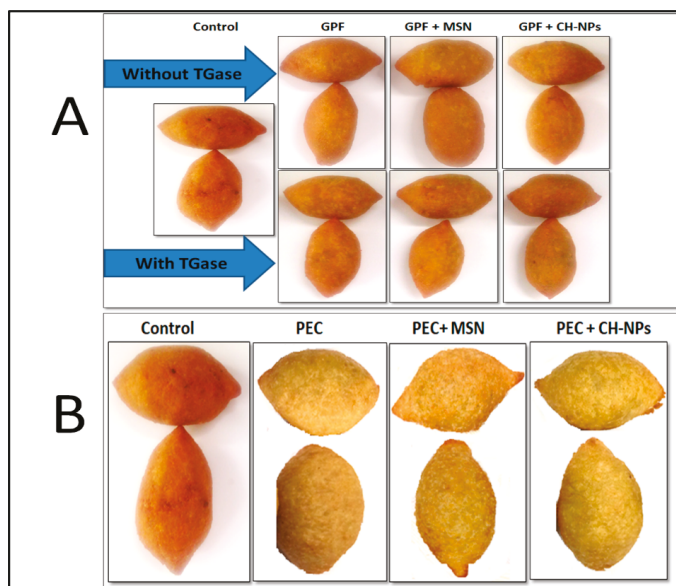 A
Control
GPF
GPF + MSN
GPF + CH-NPs
Without TGase
With TGase
B
Control
PEC
PEC+ MSN
PEC + CH-NPs